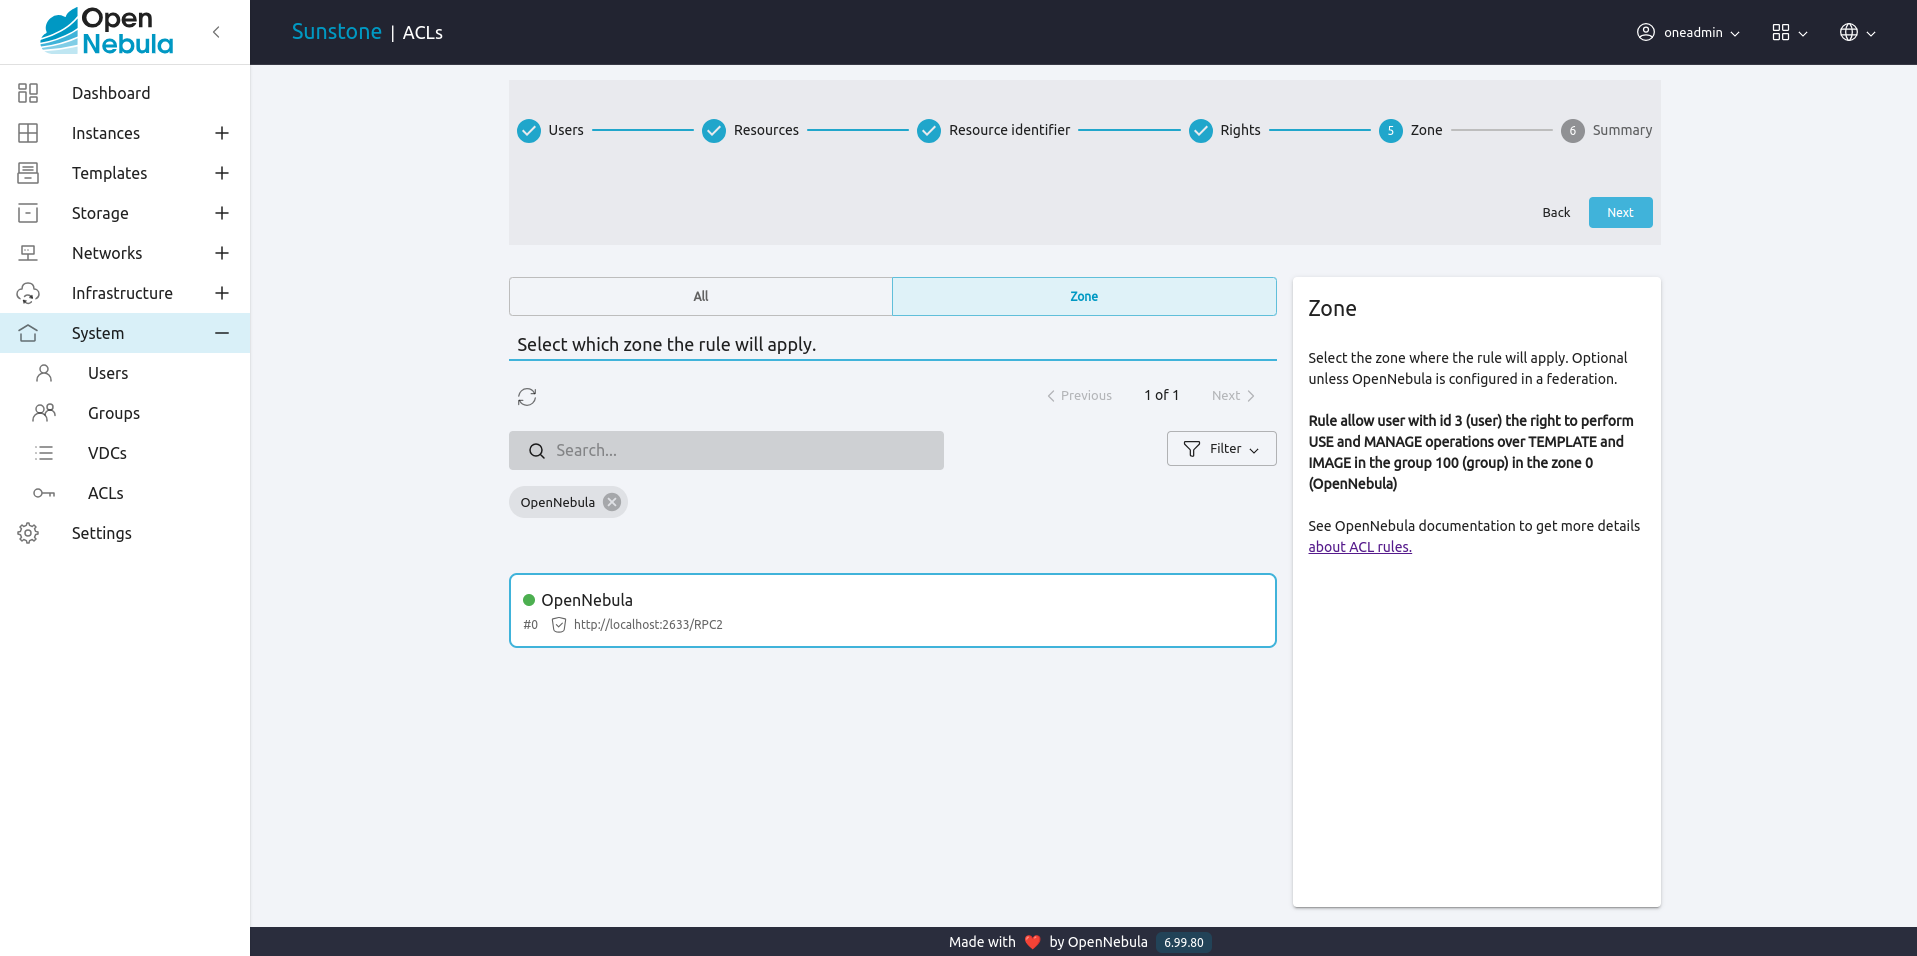 Open
Nebula
Sunstone | ACLs
oneadmin
Dashboard
Instances
Templates
Storage
Networks
Infrastructure
System
Users
Groups
VDCs
ACLs
Settings
Users
Resources
Resource identifier
Rights
5 Zone
6 Summary
Back
Next
All
Zone
Select which zone the rule will apply.
Previous
1 of 1
Next
Search...
Filter
OpenNebula
OpenNebula
#0 http://localhost:2633/RPC2
Zone
Select the zone where the rule will apply. Optional
unless OpenNebula is configured in a federation.
Rule allow user with id 3 (user) the right to perform
USE and MANAGE operations over TEMPLATE and
IMAGE in the group 100 (group) in the zone 0
(OpenNebula)
See OpenNebula documentation to get more details
about ACL rules.
Made with ❤️ by OpenNebula 6.99.80